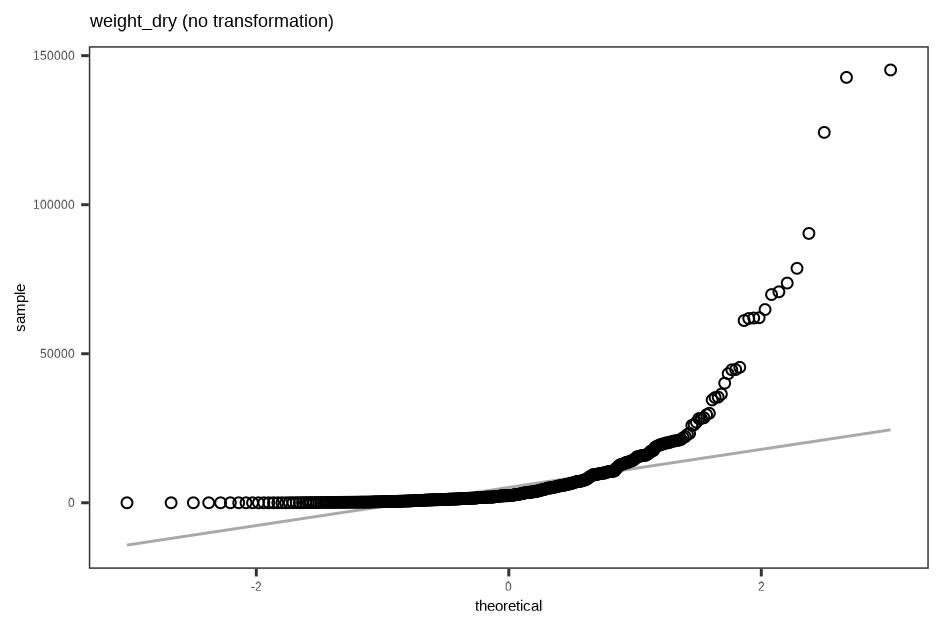 weight_dry (no transformation)
150000
100000
50000
0
sample
-2
0
2
theoretical